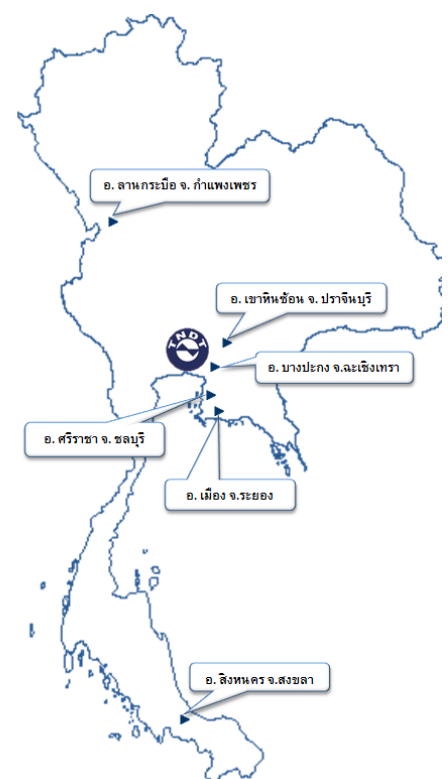 อ. ลานกระบือ จ. กำแพงเพชร
อ. เขาหินซ้อน จ. ปราจีนบุรี
INDT
อ. บางปะกง จ.ฉะเชิงเทรา
อ. ศรีราชา จ. ชลบุรี
อ. เมือง จ.ระยอง
อ. สิงหนคร จ.สงขลา